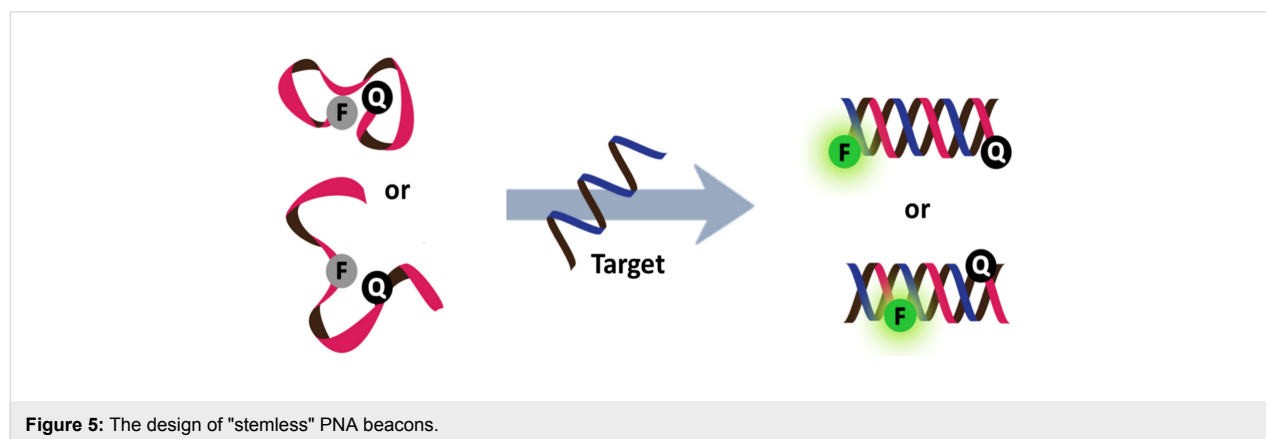 F Q
or
F Q
Target
F Q
or
Q
F
Figure 5: The design of "stemless" PNA beacons.